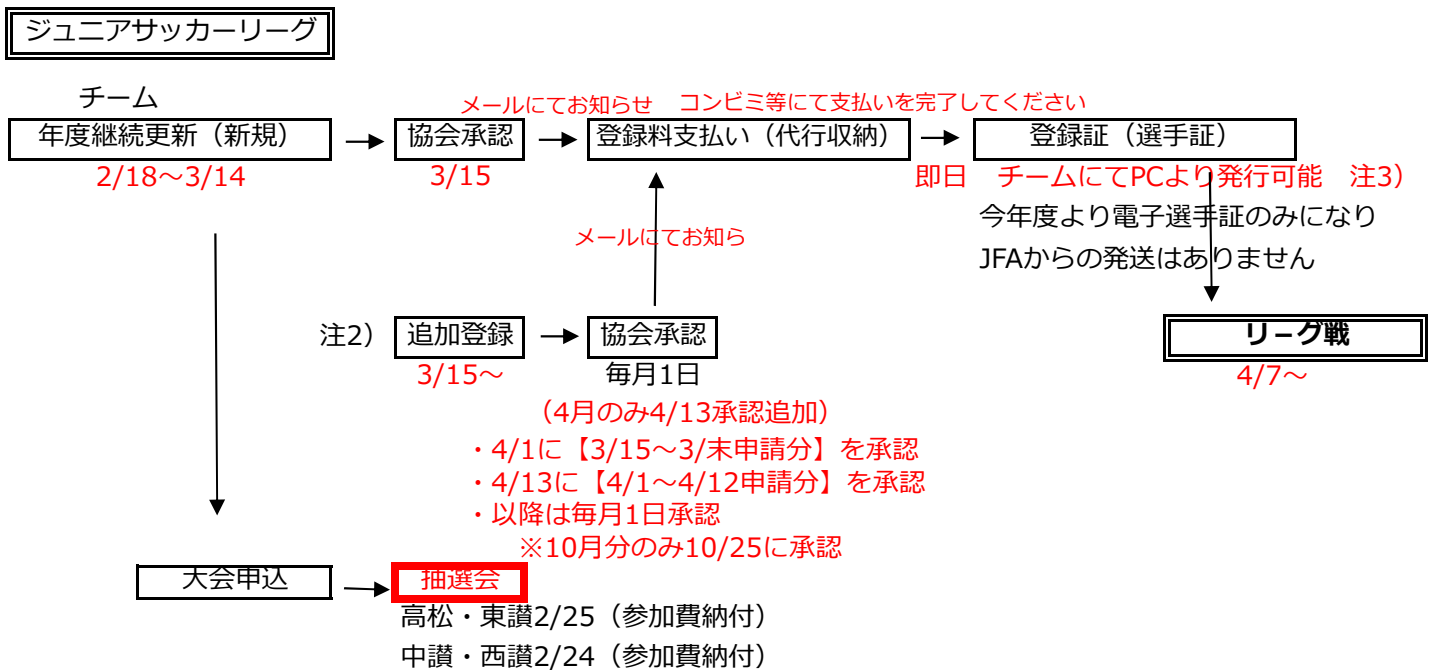 ジュニアサッカーリーグ
チーム
メールにてお知らせ　コンビミ等にて支払いを完了してください
年度継続更新（新規）　協会承認　登録料支払い（代行収納）　登録証（選手証）
2/18～3/14　3/15　即日　チームにてPCより発行可能　注3）
今年度より電子選手証のみになり
メールにてお知ら
JFAからの発送はありません
注2）　追加登録　協会承認　リ－グ戦
3/15～　毎月1日　4/7～
（4月のみ4/13承認追加）
・4/1に【3/15～3/末申請分】を承認
・4/13に【4/1～4/12申請分】を承認
・以降は毎月1日承認
※10月分のみ10/25に承認
大会申込　抽選会
高松・東讃2/25（参加費納付）
中讃・西讃2/24（参加費納付）